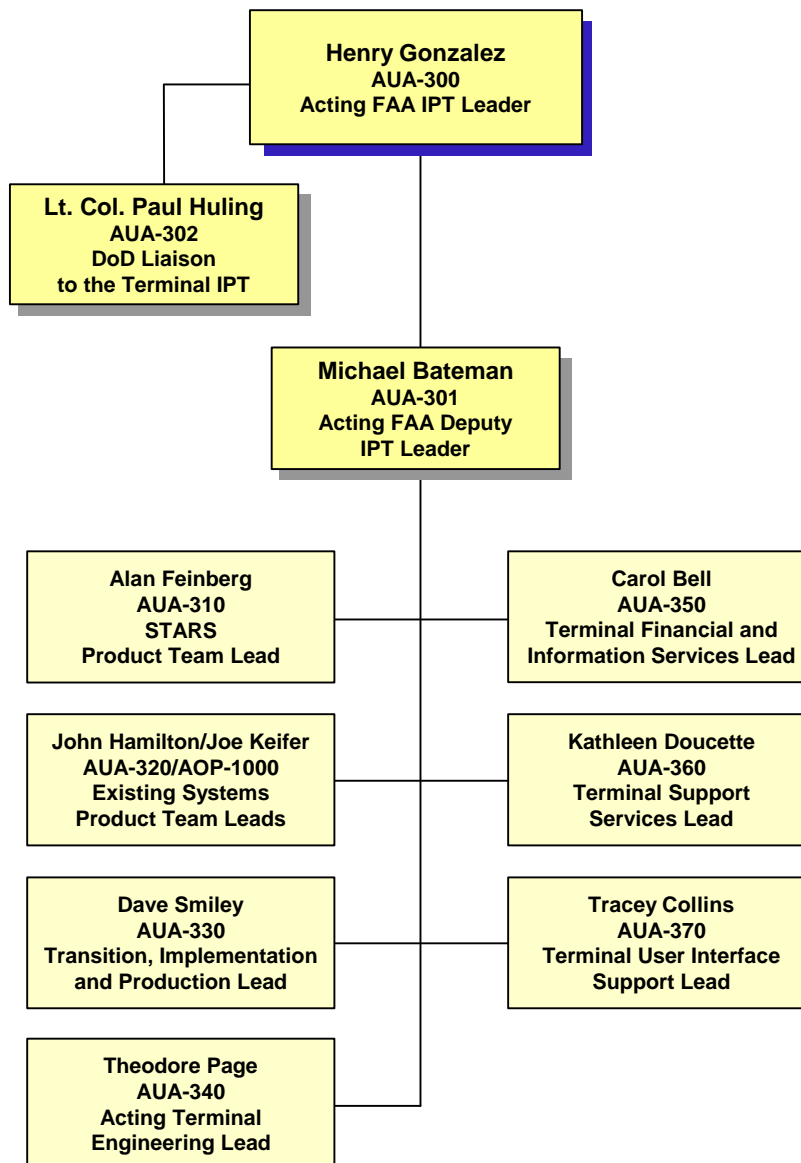 Henry Gonzalez
AUA-300
Acting FAA IPT Leader
Lt. Col. Paul Huling
AUA-302
DoD Liaison
to the Terminal IPT
Michael Bateman
AUA-301
Acting FAA Deputy
IPT Leader
Alan Feinberg
AUA-310
STARS
Product Team Lead
Carol Bell
AUA-350
Terminal Financial and
Information Services Lead
John Hamilton/Joe Keifer
AUA-320/AOP-1000
Existing Systems
Product Team Leads
Kathleen Doucette
AUA-360
Terminal Support
Services Lead
Dave Smiley
AUA-330
Transition, Implementation
and Production Lead
Tracey Collins
AUA-370
Terminal User Interface
Support Lead
Theodore Page
AUA-340
Acting Terminal
Engineering Lead